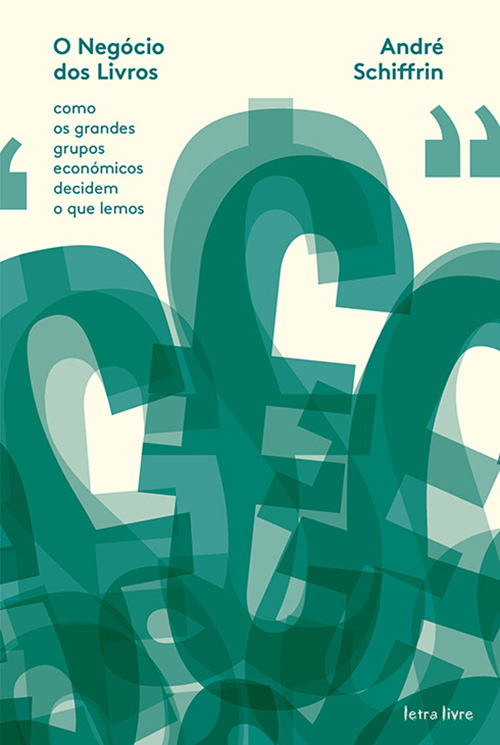 O Negócio
dos Livros
André
Schiffrin
como
os grandes
grupos
económicos
decidem
o que lemos
letra livre